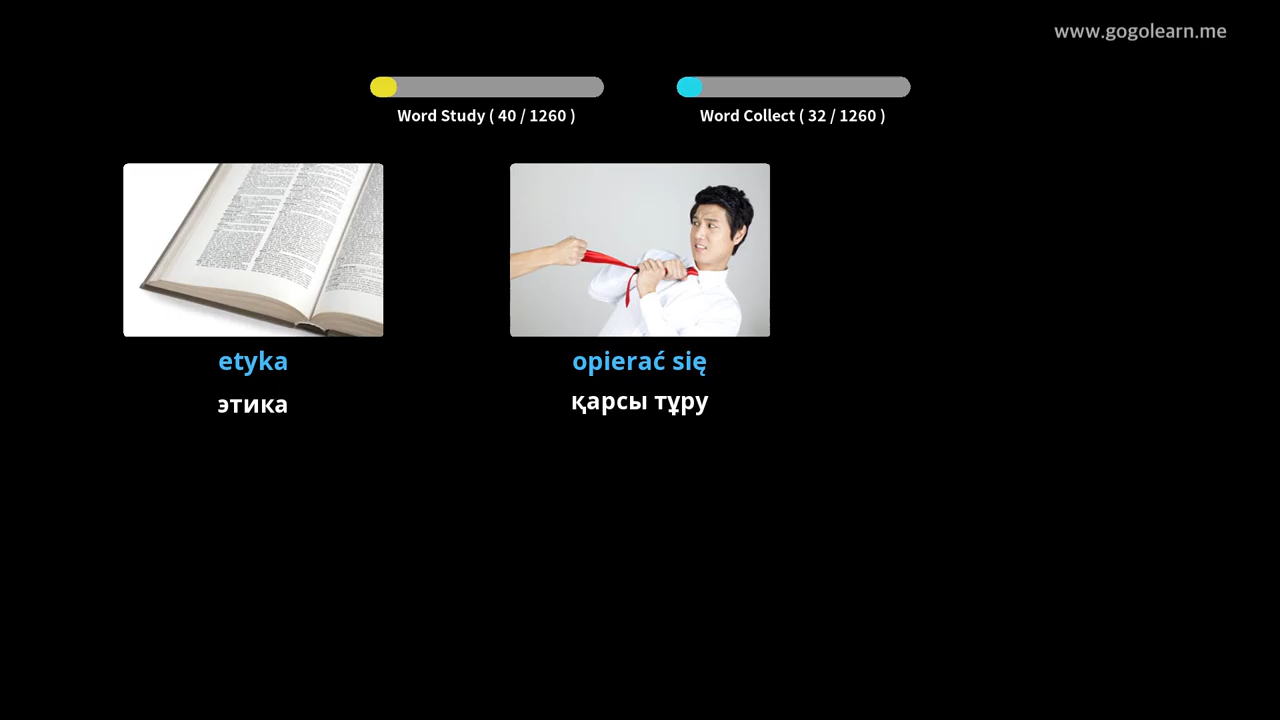 www.gogolearn.me
Word Study ( 40 / 1260 )
Word Collect ( 32 / 1260 )
etyka
opierać się
этика
қарсы тұру